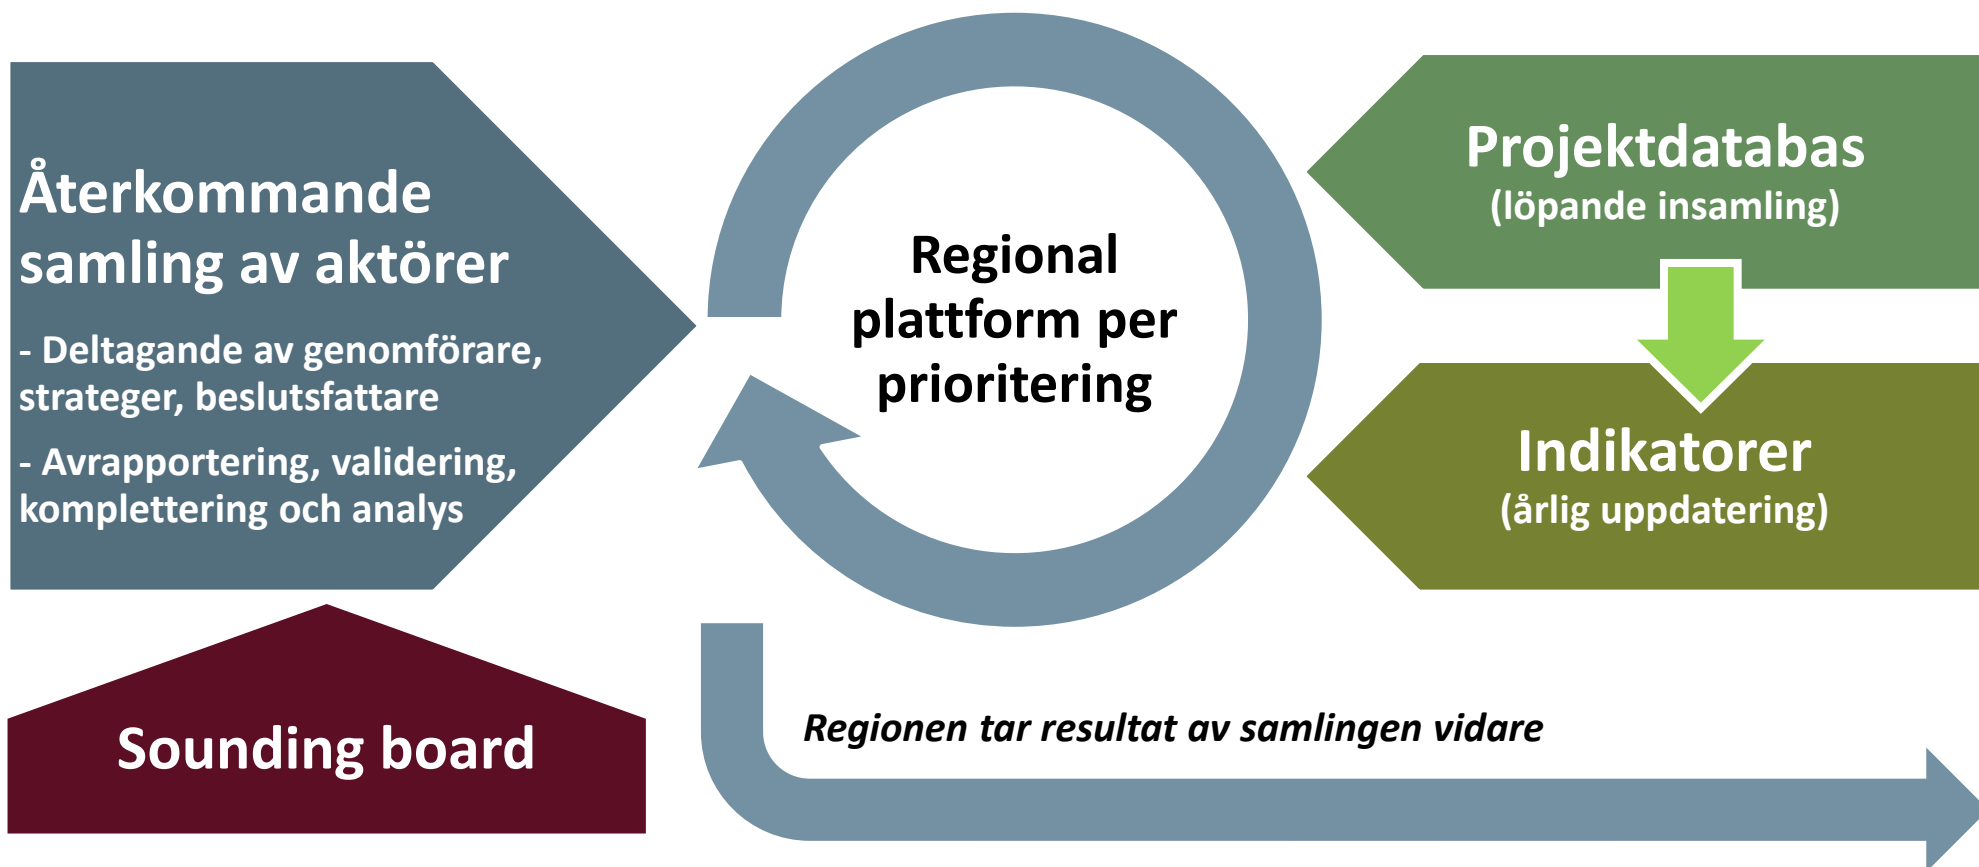 Återkommande
samling av aktörer
- Deltagande av genomförare,
strateger, beslutsfattare
- Avrapportering, validering,
komplettering och analys
Sounding board
Regional
plattform per
prioritering
Projektdatabas
(löpande insamling)
Indikatorer
(årlig uppdatering)
Regionen tar resultat av samlingen vidare